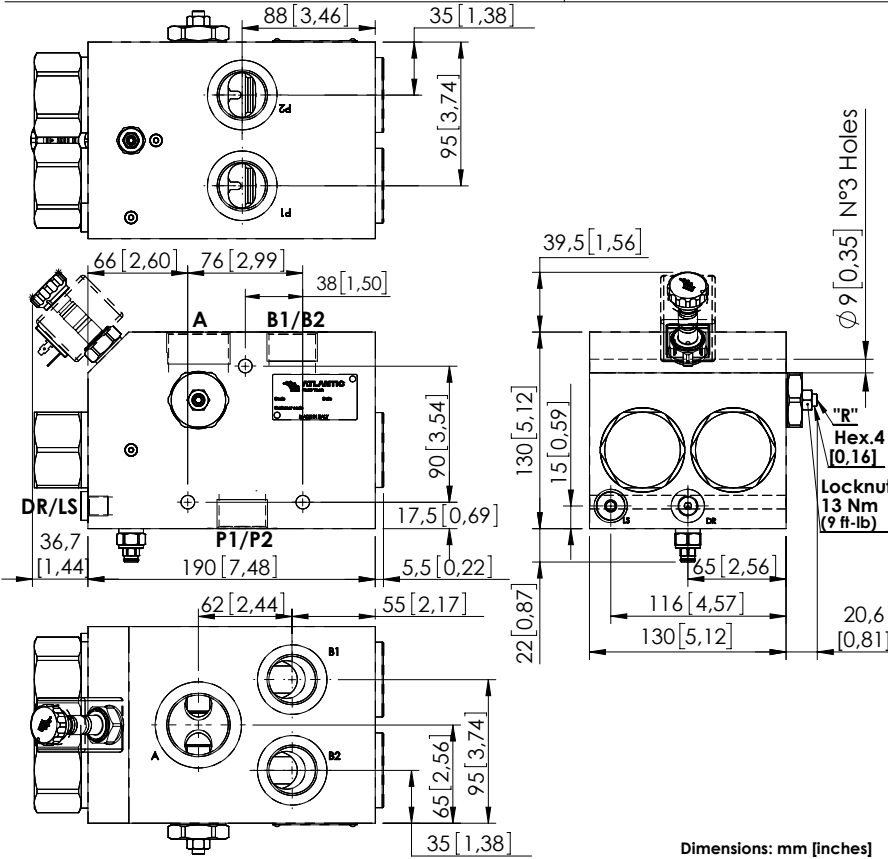 88 [3,46]
35 [1,38]
P2
P1
95 [3,74]
Ø 9 [0,35] N°3 Holes
66 [2,60]
76 [2,99]
38 [1,50]
39,5 [1,56]
A
B1/B2
ATLANTIC
90 [3,54]
130 [5,12]
15 [0,59]
"R"
Hex.4
[0,16]
Locknut
13 Nm
(9 ft-lb)
DR/LS
P1/P2
17,5 [0,69]
LS
DR
36,7
[1,44]
190 [7,48]
5,5 [0,22]
22 [0,87]
65 [2,56]
116 [4,57]
130 [5,12]
20,6
[0,81]
62 [2,44]
55 [2,17]
B1
A
B2
65 [2,56]
95 [3,74]
35 [1,38]
Dimensions: mm [inches]